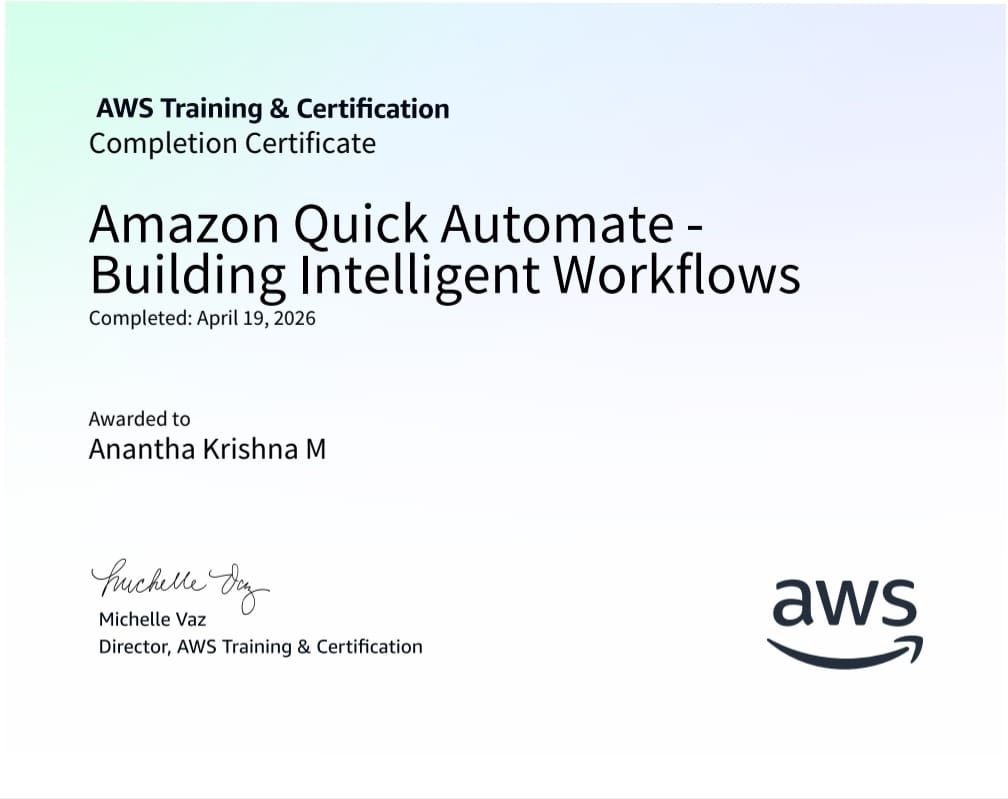 AWS Training & Certification
Completion Certificate
Amazon Quick Automate -
Building Intelligent Workflows
Completed: April 19, 2026
Awarded to
Anantha Krishna M
Michelle Vaz
Michelle Vaz
Director, AWS Training & Certification
aws